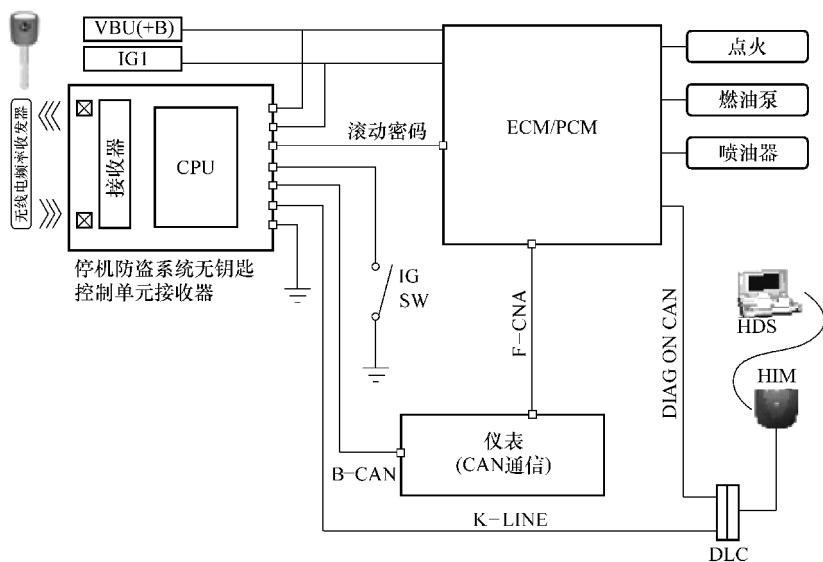 VBU(+B)
IG1
无线电频率收发器
接收器
CPU
滚动密码
ECM/PCM
点火
燃油泵
喷油器
停机防盗系统无钥匙
控制单元接收器
IG
SW
F-CNA
DIAG ON CAN
HDS
HIM
仪表
(CAN通信)
B-CAN
K-LINE
DLC